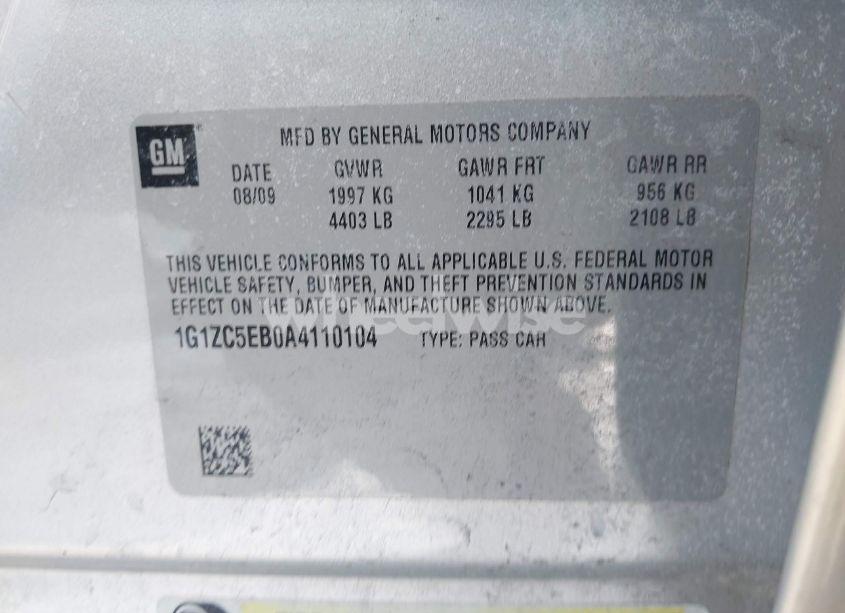 GM
MFD BY GENERAL MOTORS COMPANY
DATE GVWR GAWR FRT GAWR RR
08/09 1997 KG 1041 KG 956 KG
4403 LB 2295 LB 2108 LB
THIS VEHICLE CONFORMS TO ALL APPLICABLE U.S. FEDERAL MOTOR
VEHICLE SAFETY, BUMPER, AND THEFT PREVENTION STANDARDS IN
EFFECT ON THE DATE OF MANUFACTURE SHOWN ABOVE.
wheelwise
1G1ZC5EB0A4110104 TYPE: PASS CAR